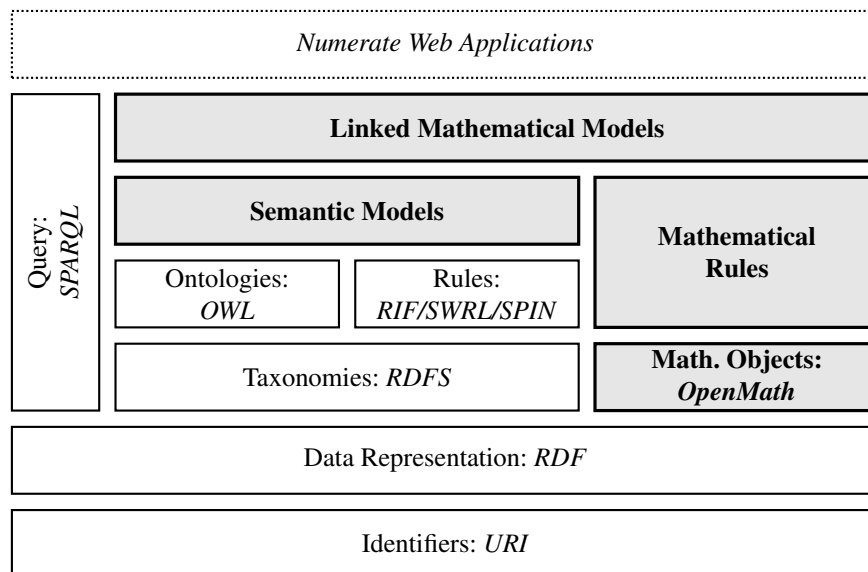 Numerate Web Applications
Linked Mathematical Models
Query:
SPARQL
Semantic Models
Mathematical
Rules
Ontologies:
OWL
Rules:
RIF/SWRL/SPIN
Taxonomies: RDFS
Math. Objects:
OpenMath
Data Representation: RDF
Identifiers: URI